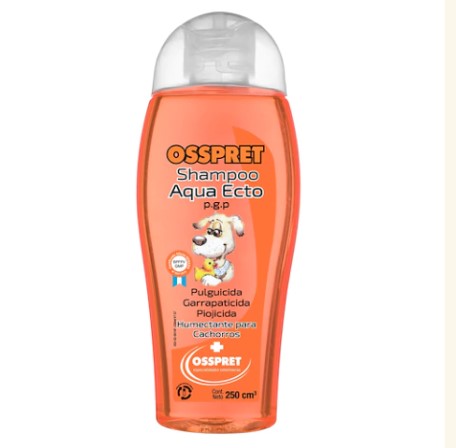 OSSPRET
Shampoo
Aqua Ecto
p.g.p
Pulguicida
Garrapaticida
Piojicida
Humectante para
Cachorros
OSSPRET
Cont.
Neto 250 cm³